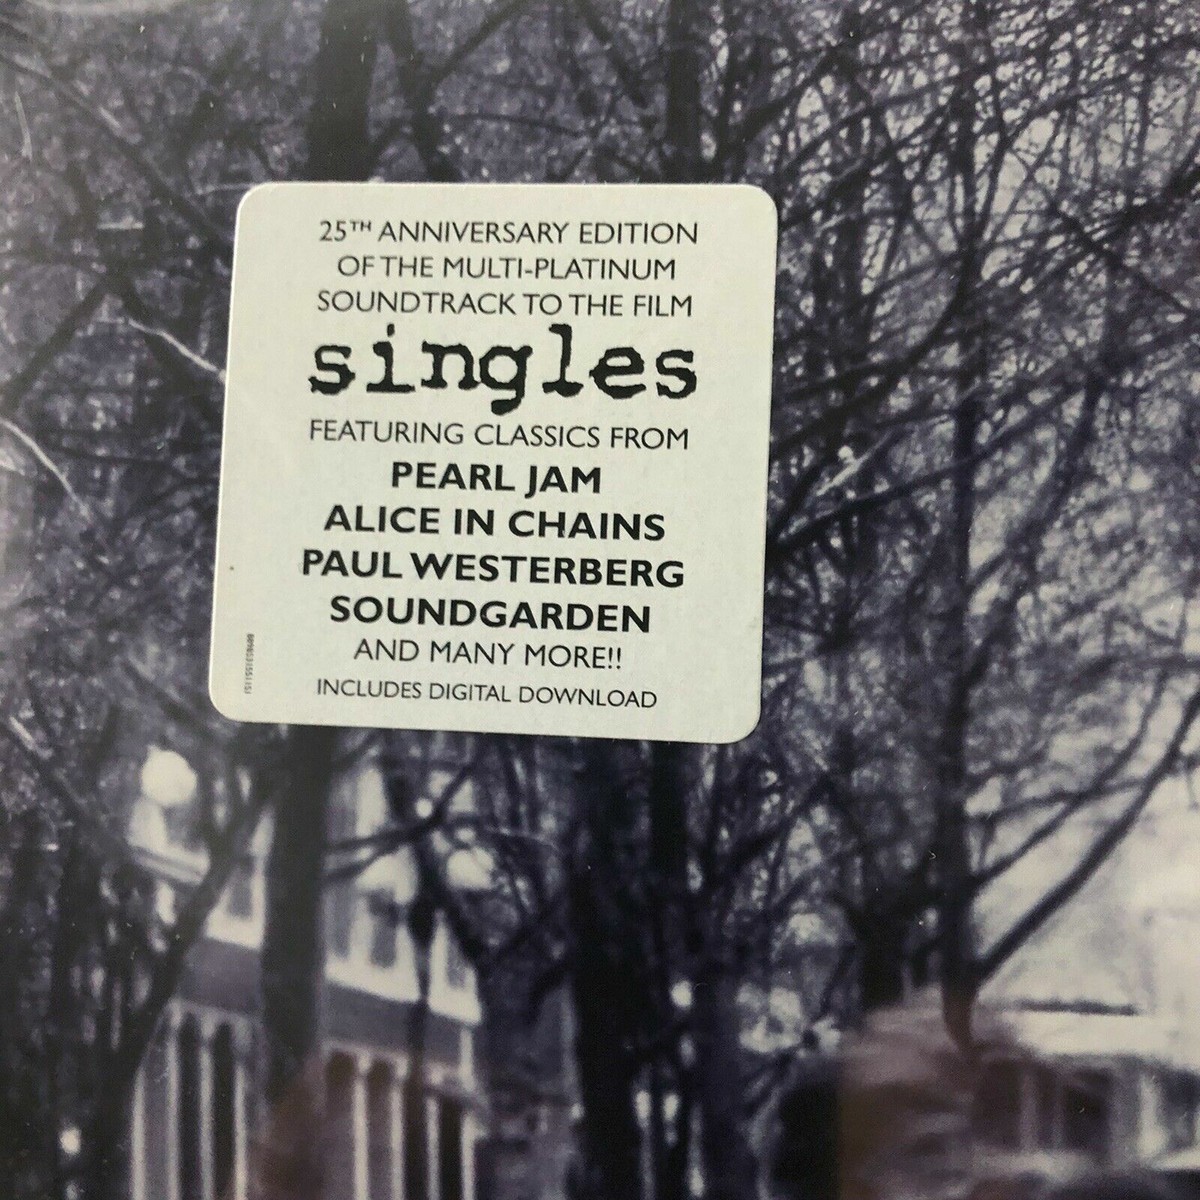 25TH ANNIVERSARY EDITION
OF THE MULTI-PLATINUM
SOUNDTRACK TO THE FILM
singles
FEATURING CLASSICS FROM
PEARL JAM
ALICE IN CHAINS
PAUL WESTERBERG
SOUNDGARDEN
AND MANY MORE!!
INCLUDES DIGITAL DOWNLOAD